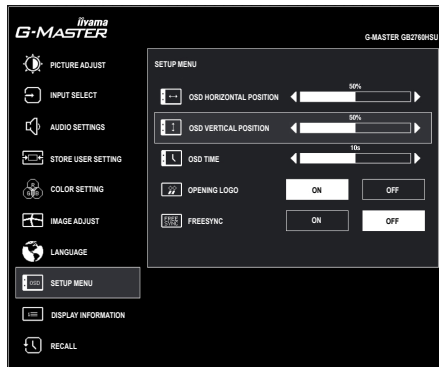 iiyama
G-MASTER
G-MASTER GB2760HSU
PICTURE ADJUST
INPUT SELECT
AUDIO SETTINGS
STORE USER SETTING
R
G B
COLOR SETTING
IMAGE ADJUST
LANGUAGE
OSD
SETUP MENU
DISPLAY INFORMATION
RECALL
SETUP MENU
50%
OSD HORIZONTAL POSITION
50%
OSD VERTICAL POSITION
10s
OSD TIME
OPENING LOGO ON OFF
FREE
SYNC
FREESYNC ON OFF